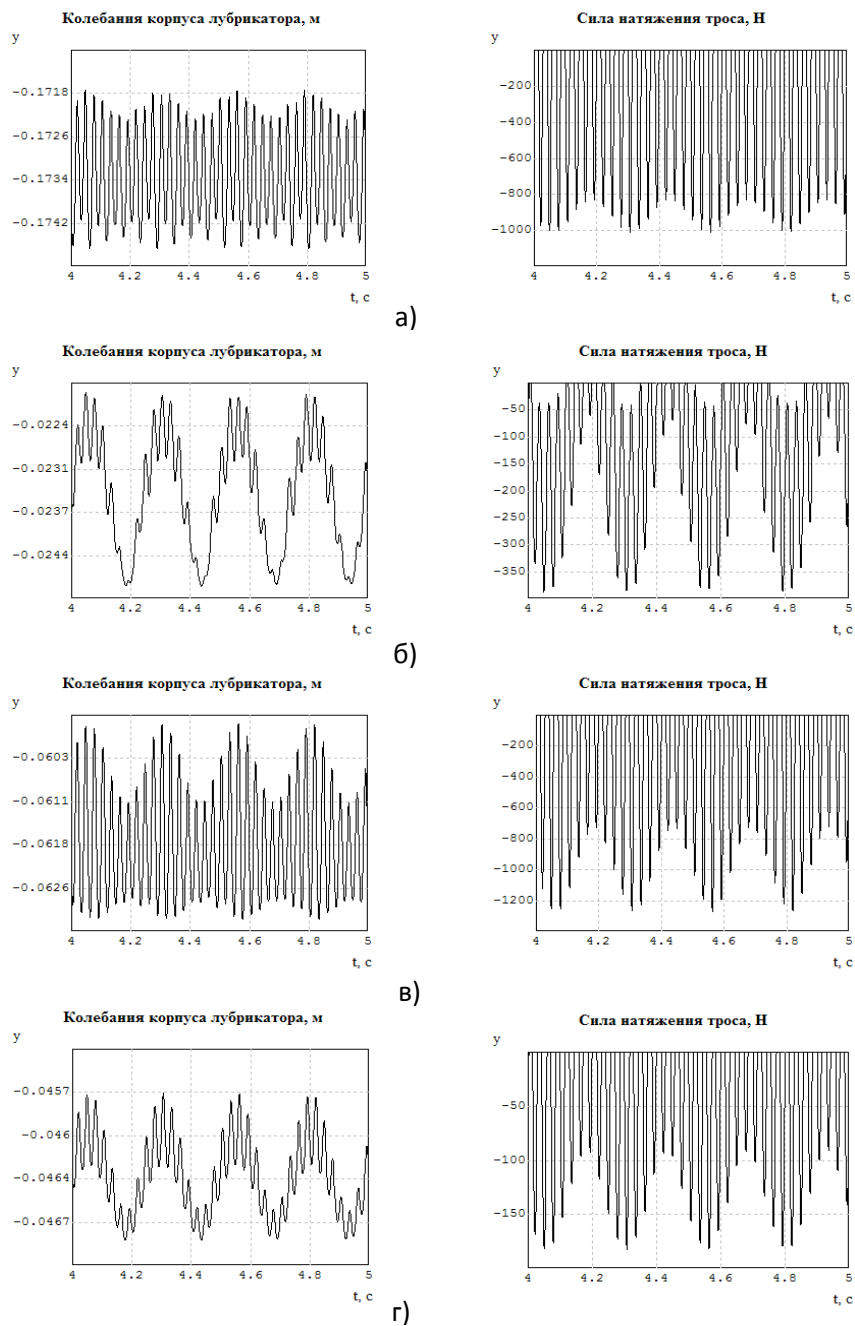 Колебания корпуса лубрикатора, м
Сила натяжения троса, Н
y
y
-0.1718
-0.1726
-0.1734
-0.1742
-200
-400
-600
-800
-1000
4 4.2 4.4 4.6 4.8 5
4 4.2 4.4 4.6 4.8 5
t, с
t, с
а)
Колебания корпуса лубрикатора, м
Сила натяжения троса, Н
y
y
-0.0224
-0.0231
-0.0237
-0.0244
-50
-100
-150
-200
-250
-300
-350
4 4.2 4.4 4.6 4.8 5
4 4.2 4.4 4.6 4.8 5
t, с
t, с
б)
Колебания корпуса лубрикатора, м
Сила натяжения троса, Н
y
y
-0.0603
-0.0611
-0.0618
-0.0626
-200
-400
-600
-800
-1000
-1200
4 4.2 4.4 4.6 4.8 5
4 4.2 4.4 4.6 4.8 5
t, с
t, с
в)
Колебания корпуса лубрикатора, м
Сила натяжения троса, Н
y
y
-0.0457
-0.046
-0.0464
-0.0467
-50
-100
-150
4 4.2 4.4 4.6 4.8 5
4 4.2 4.4 4.6 4.8 5
t, с
t, с
г)